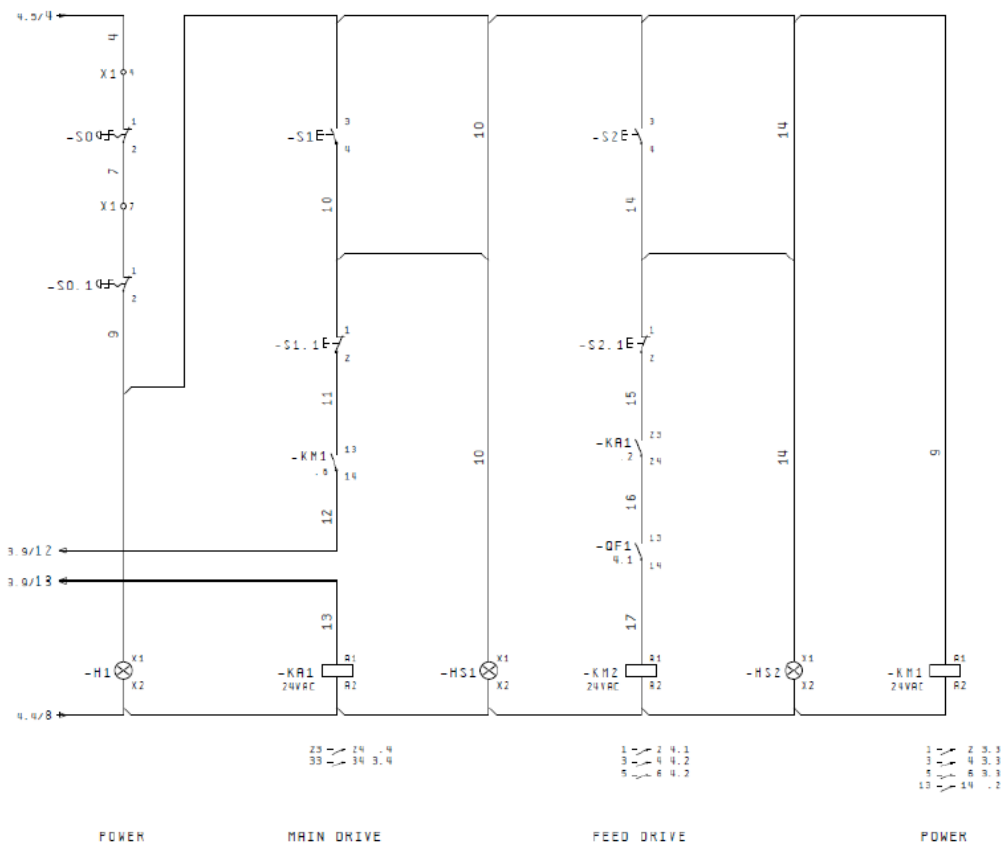 4.5/4
4
X1 4
-S0 1
2
7
X1 7
-S0.1 1
2
9
-S1 3
4
10
-S1.1 1
2
11
-KM1 13
14
12
10
10
-S2 3
4
14
-S2.1 1
2
15
-KA1 23
.2 24
16
-QF1 13
4.1 14
17
14
14
9
3.9/12
3.9/13
13
-H1 X1
X2
-KA1 A1
24VAC A2
-HS1 X1
X2
-KM2 A1
24VAC A2
-HS2 X1
X2
-KM1 A1
24VAC A2
4.4/8
23 24 .4
33 34 3.4
1 2 4.1
3 4 4.2
5 6 4.2
1 2 3.3
3 4 3.3
5 6 3.3
13 14 .2
POWER
MAIN DRIVE
FEED DRIVE
POWER